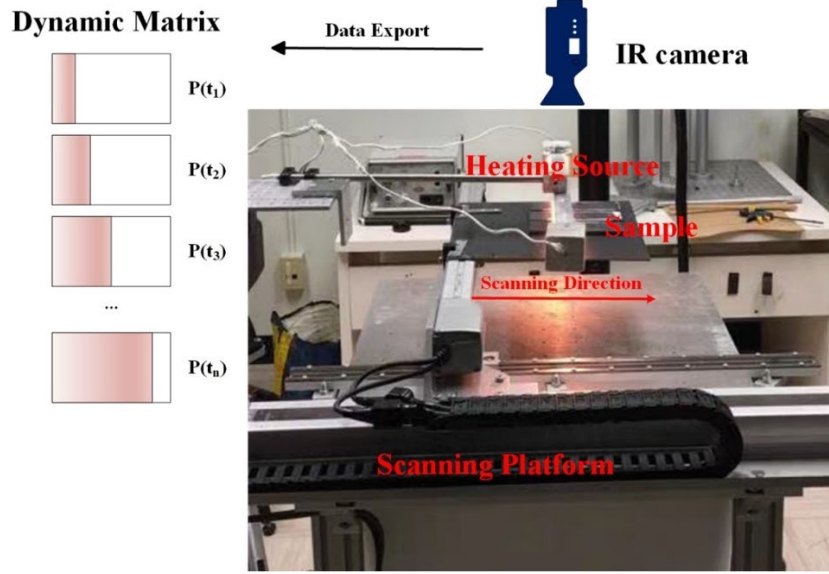 Dynamic Matrix
Data Export
IR camera
P(t₁)
P(t₂)
P(t₃)
...
P(tₙ)
Heating Source
Sample
Scanning Direction
Scanning Platform